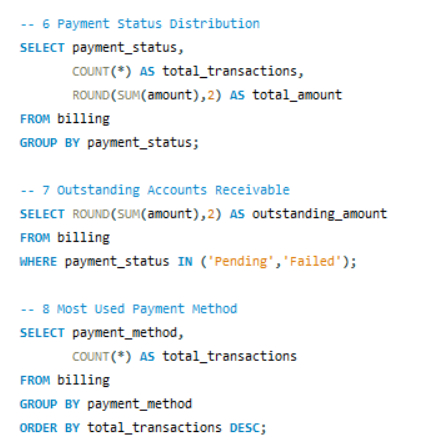 -- 6 Payment Status Distribution
SELECT payment_status,
       COUNT(*) AS total_transactions,
       ROUND(SUM(amount),2) AS total_amount
FROM billing
GROUP BY payment_status;

-- 7 Outstanding Accounts Receivable
SELECT ROUND(SUM(amount),2) AS outstanding_amount
FROM billing
WHERE payment_status IN ('Pending','Failed');

-- 8 Most Used Payment Method
SELECT payment_method,
       COUNT(*) AS total_transactions
FROM billing
GROUP BY payment_method
ORDER BY total_transactions DESC;